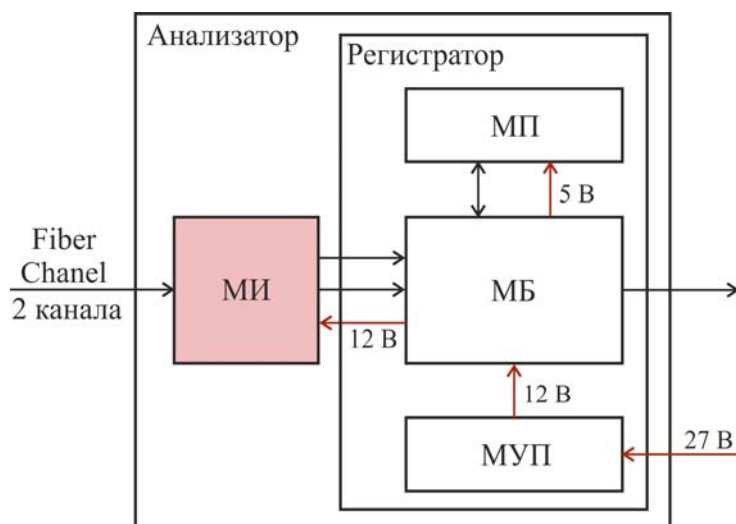 Анализатор
Регистратор
МП
5 В
Fiber
Chanel
2 канала
МИ
МБ
12 В
12 В
МУП
27 В